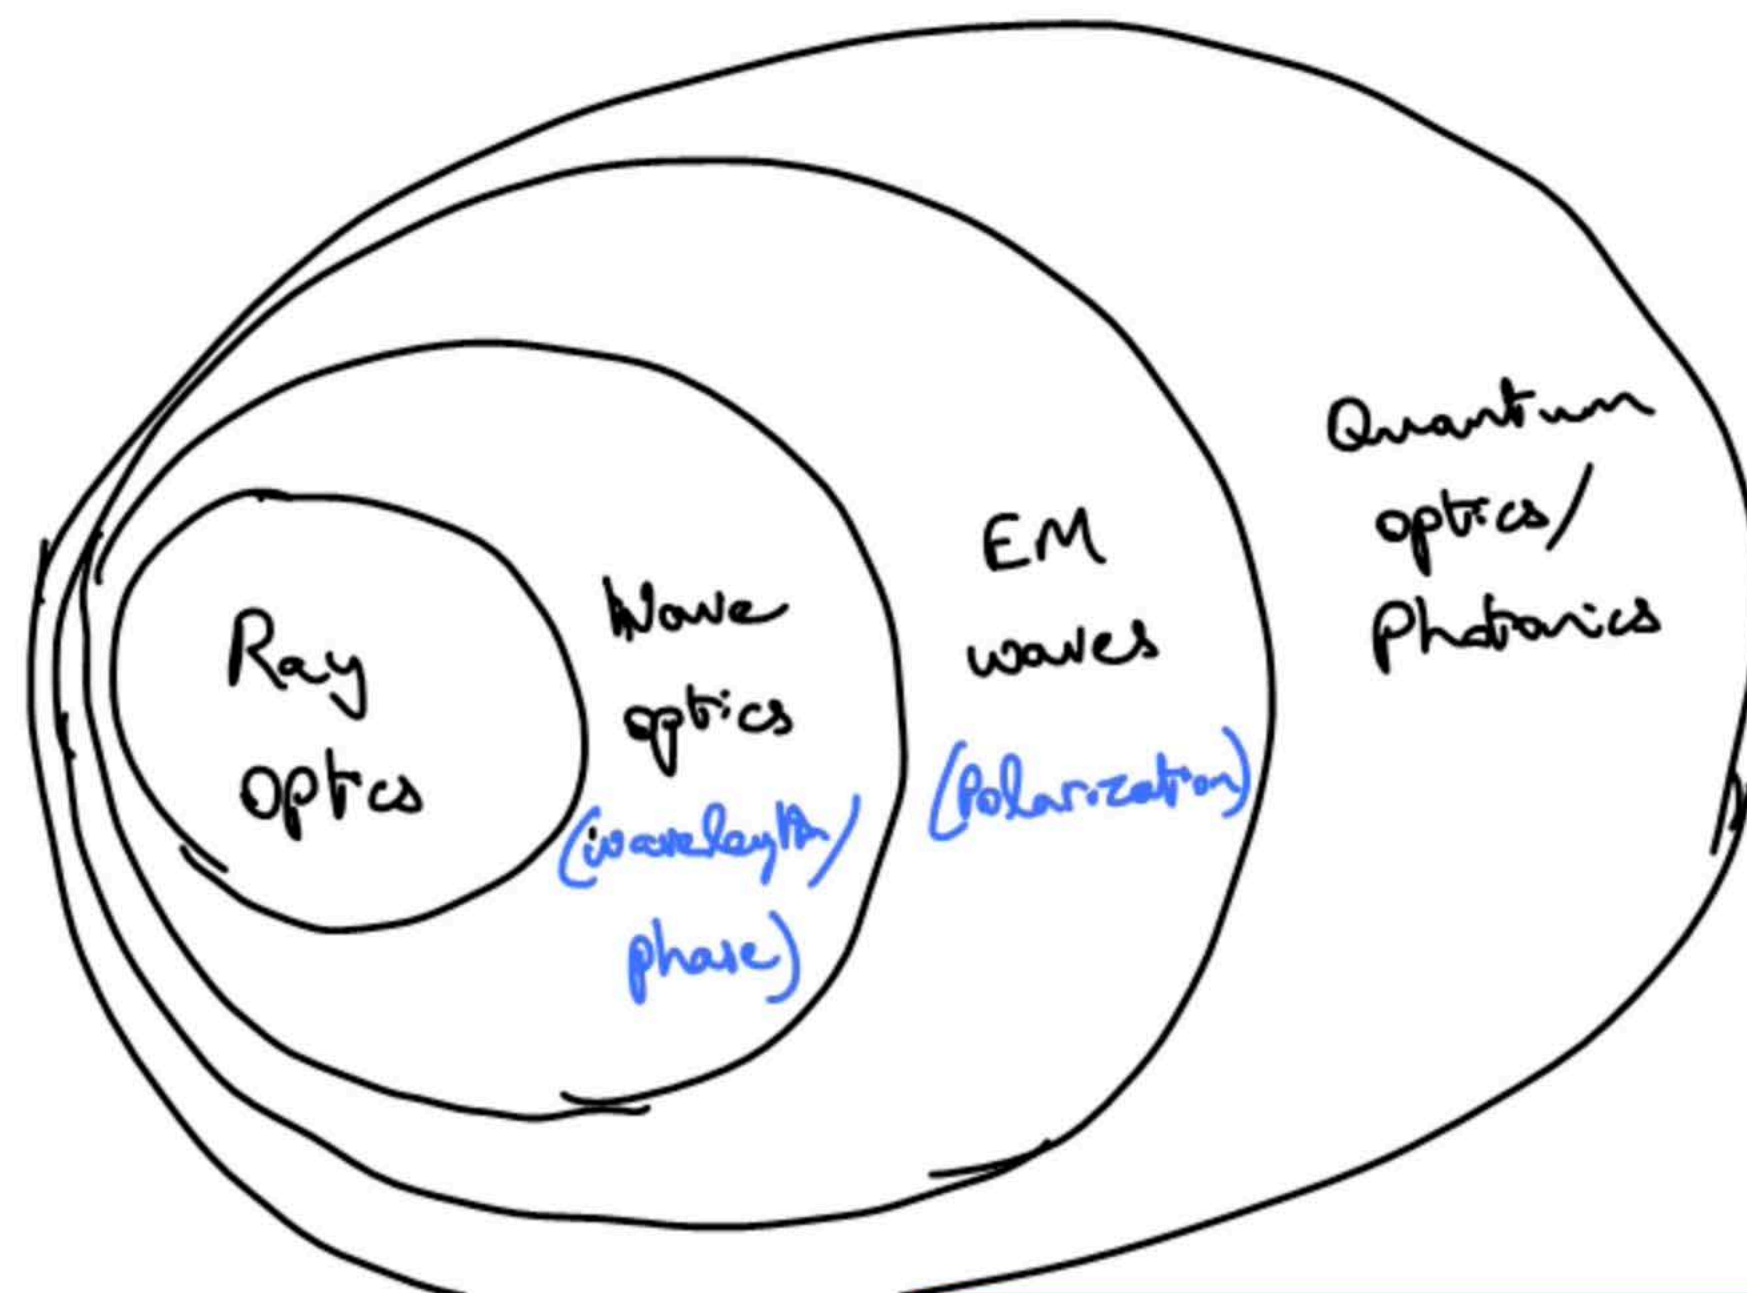 Ray
optics
Wave
optics
(wavelength/
phase)
EM
waves
(Polarization)
Quantum
optics/
Photonics